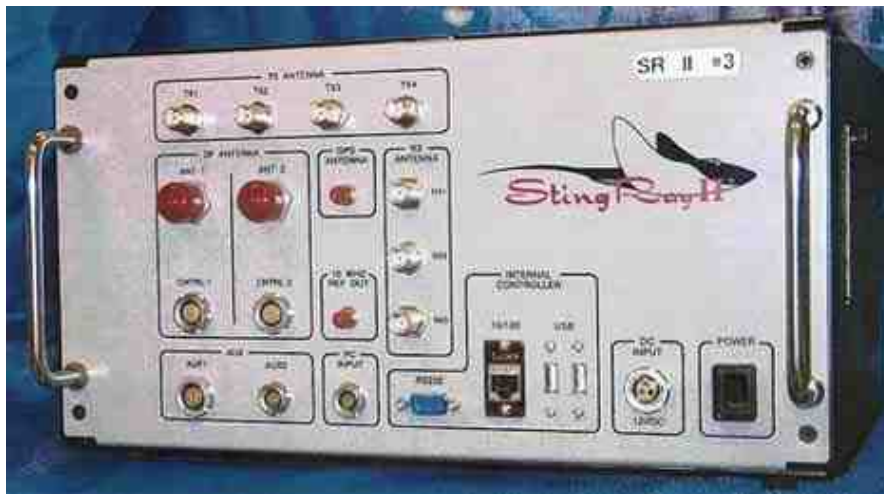 SR II #3
TX ANTENNA
TX1 TX2 TX3 TX4
DF ANTENNA
ANT 1 ANT 2
GPS
ANTENNA
RX
ANTENNA
RX1
StingRay II
CNTRL 1 CNTRL 2
10 MHZ
REF OUT
INTERNAL
CONTROLLER
10/100 USB
AUX
AUX1 AUX2
PC
INPUT
RS232
DC
INPUT
12VDC
POWER